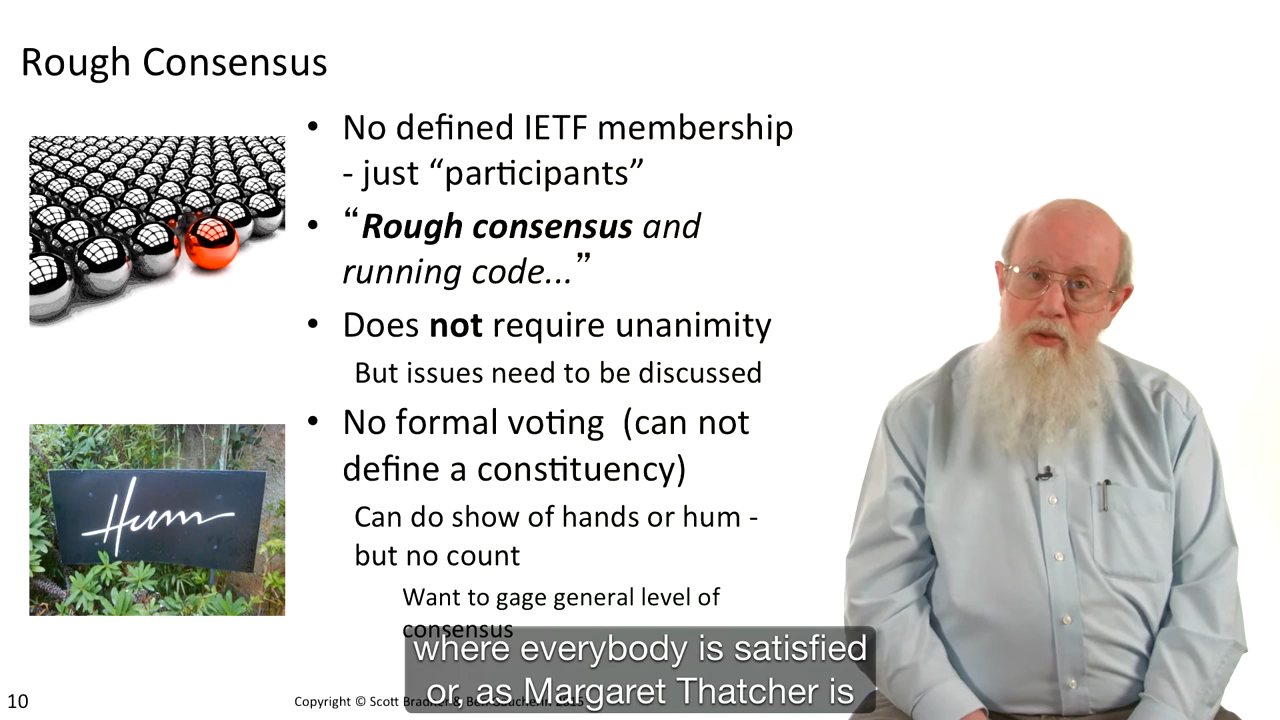 Rough Consensus
• No defined IETF membership
- just “participants”
• “Rough consensus and
running code...”
• Does not require unanimity
But issues need to be discussed
• No formal voting (can not
define a constituency)
Can do show of hands or hum -
but no count
Want to gage general level of
consensus
Hum
where everybody is satisfied
or, as Margaret Thatcher is
10
Copyright © Scott Bradner & Ben